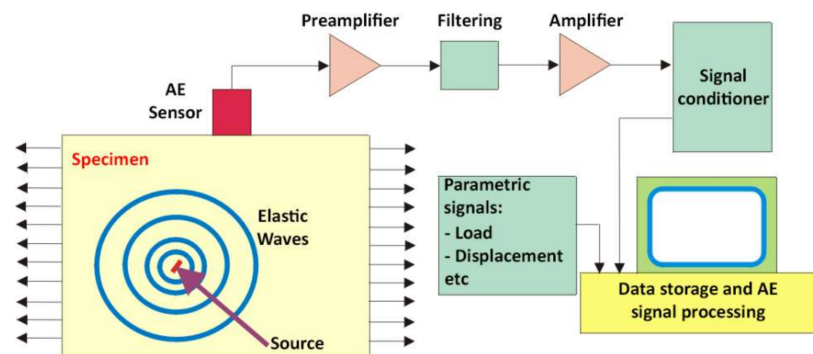 Preamplifier
Filtering
Amplifier
AE
Sensor
Signal
conditioner
Specimen
Elastic
Waves
Source
Parametric
signals:
- Load
- Displacement
etc
Data storage and AE
signal processing